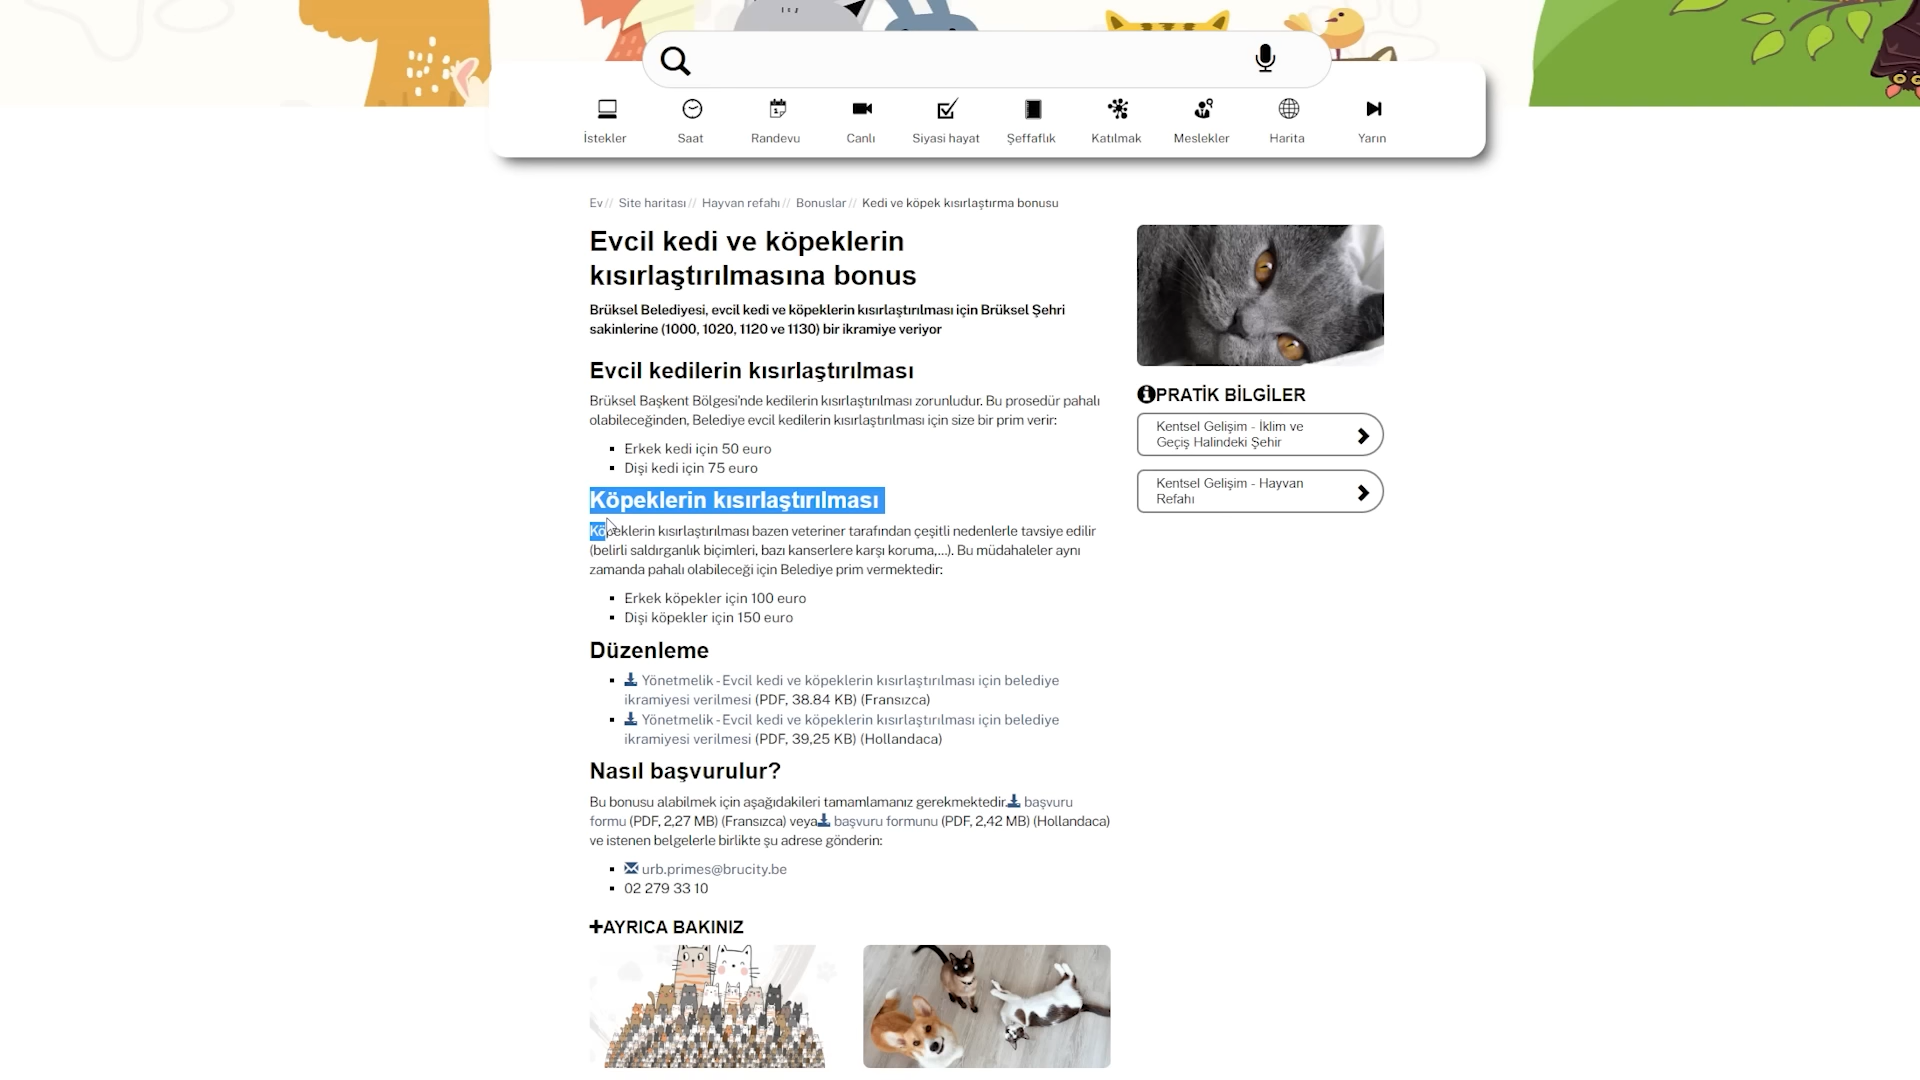 İstekler
Saat
Randevu
Canlı
Siyasi hayat
Şeffaflık
Katılmak
Meslekler
Harita
Yarın
Ev// Site haritası// Hayvan refahı// Bonuslar// Kedi ve köpek kısırlaştırma bonusu
Evcil kedi ve köpeklerin
kısırlaştırılmasına bonus
Brüksel Belediyesi, evcil kedi ve köpeklerin kısırlaştırılması için Brüksel Şehri
sakinlerine (1000, 1020, 1120 ve 1130) bir ikramiye veriyor
Evcil kedilerin kısırlaştırılması
Brüksel Başkent Bölgesi'nde kedilerin kısırlaştırılması zorunludur. Bu prosedür pahalı
olabileceğinden, Belediye evcil kedilerin kısırlaştırılması için size bir prim verir:
Erkek kedi için 50 euro
Dişi kedi için 75 euro
Köpeklerin kısırlaştırılması
Köpeklerin kısırlaştırılması bazen veteriner tarafından çeşitli nedenlerle tavsiye edilir
(belirli saldırganlık biçimleri, bazı kanserlere karşı koruma,...). Bu müdahaleler aynı
zamanda pahalı olabileceği için Belediye prim vermektedir:
Erkek köpekler için 100 euro
Dişi köpekler için 150 euro
Düzenleme
Yönetmelik - Evcil kedi ve köpeklerin kısırlaştırılması için belediye
ikramiyesi verilmesi (PDF, 38.84 KB) (Fransızca)
Yönetmelik - Evcil kedi ve köpeklerin kısırlaştırılması için belediye
ikramiyesi verilmesi (PDF, 39,25 KB) (Hollandaca)
Nasıl başvurulur?
Bu bonusu alabilmek için aşağıdakileri tamamlamanız gerekmektedir. başvuru
formu (PDF, 2,27 MB) (Fransızca) veya başvuru formunu (PDF, 2,42 MB) (Hollandaca)
ve istenen belgelerle birlikte şu adrese gönderin:
urb.primes@brucity.be
02 279 33 10
AYRICA BAKINIZ
PRATİK BİLGİLER
Kentsel Gelişim - İklim ve
Geçiş Halindeki Şehir
Kentsel Gelişim - Hayvan
Refahı